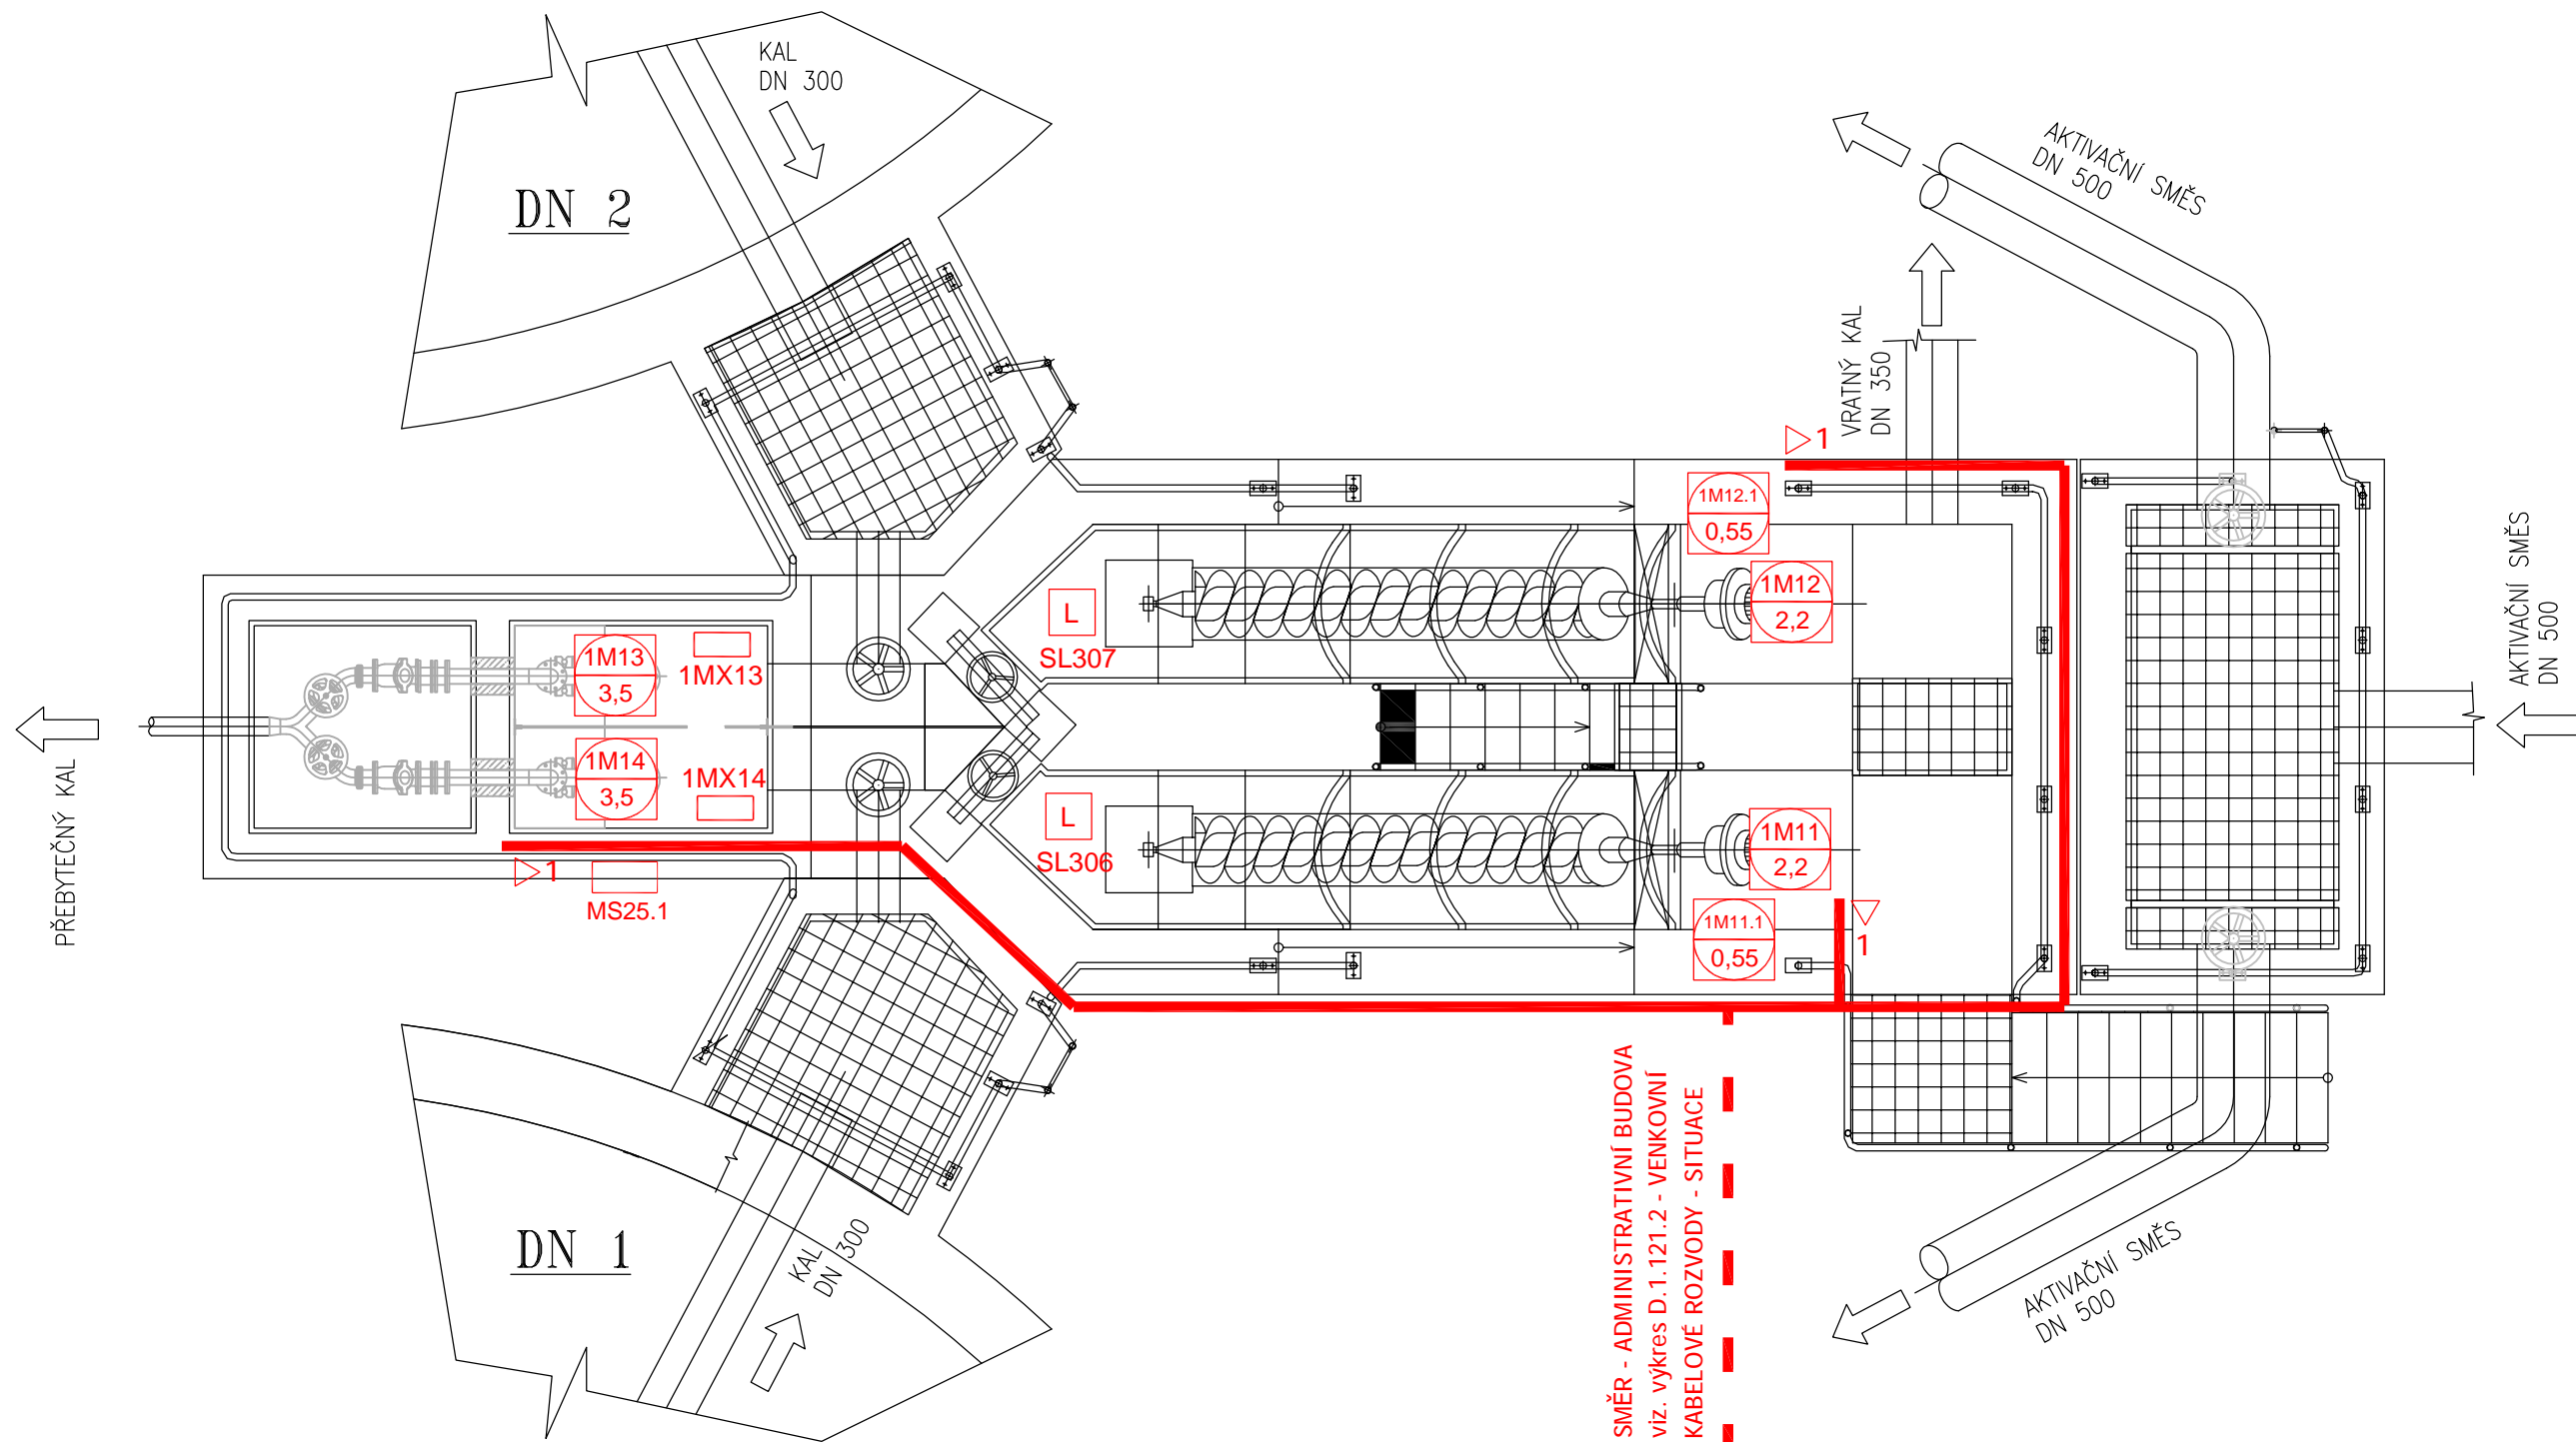 KAL
DN 300
DN 2
AKTIVAČNÍ SMĚS
DN 500
VRATNÝ KAL
DN 350
1
1M12.1
0,55
1M12
2,2
L
SL307
1M13
3,5
1MX13
1M14
3,5
1MX14
PŘEBYTEČNÝ KAL
AKTIVAČNÍ SMĚS
DN 500
L
SL306
1M11
2,2
1M11.1
0,55
1
1
MS25.1
DN 1
KAL
DN 300
SMĚR - ADMINISTRATIVNÍ BUDOVA
viz. výkres D.1.121.2 - VENKOVNÍ
KABELOVÉ ROZVODY - SITUACE
AKTIVAČNÍ SMĚS
DN 500